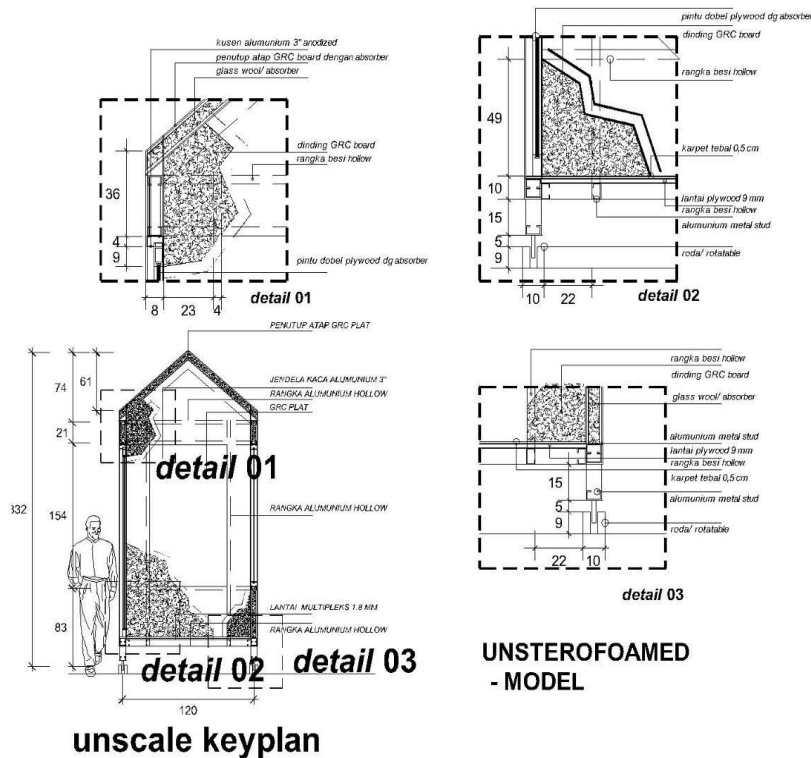 kusen alumunium 3" anodized
penutup atap GRC board dengan absorber
glass wool/ absorber
dinding GRC board
rangka besi hollow
36
4
9
pintu dobel plywood dg absorber
8
23
4
detail 01
pintu dobel plywood dg absorber
dinding GRC board
rangka besi hollow
49
karpet tebal 0,5 cm
10
lantai plywood 9 mm
rangka besi hollow
15
alumunium metal stud
5
roda/ rotatable
9
10
22
detail 02
PENUTUP ATAP GRC PLAT
74
61
JENDELA KACA ALUMUNIUM 3"
RANGKA ALUMUNIUM HOLLOW
GRC PLAT
21
detail 01
332
154
RANGKA ALUMUNIUM HOLLOW
LANTAI MULTIPLEKS 1.8 MM
83
RANGKA ALUMUNIUM HOLLOW
detail 02
detail 03
120
unscale keyplan
rangka besi hollow
dinding GRC board
glass wool/ absorber
alumunium metal stud
lantai plywood 9 mm
rangka besi hollow
15
karpet tebal 0,5 cm
alumunium metal stud
5
9
roda/ rotatable
22
10
detail 03
UNSTEROFOAMED
- MODEL